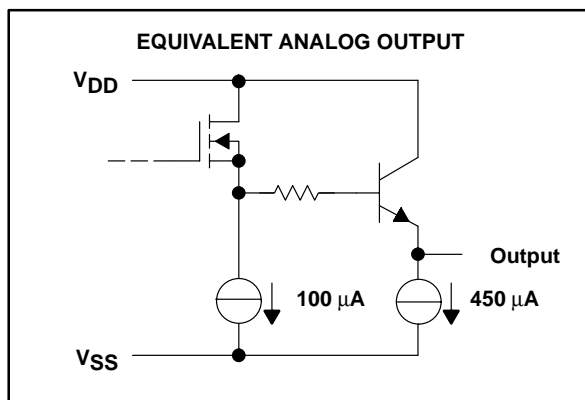 EQUIVALENT ANALOG OUTPUT
VDD
Output
100 µA
450 µA
VSS